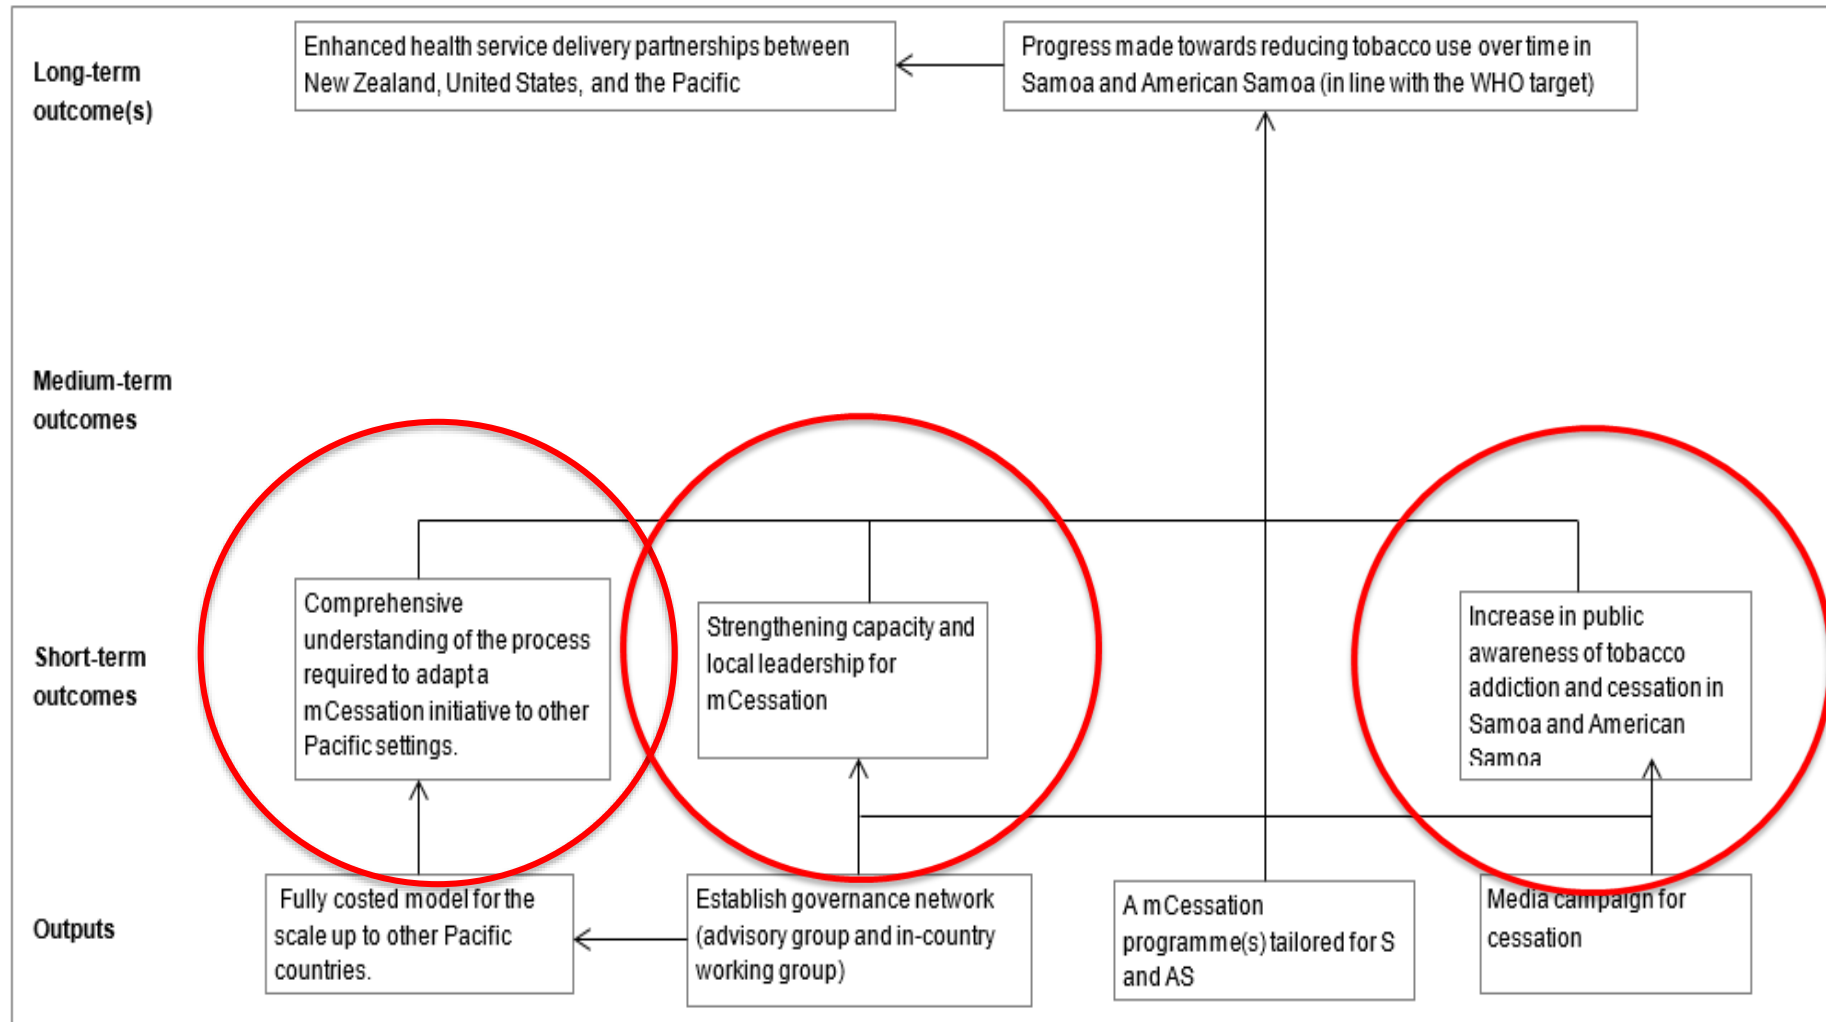 Long-term
outcome(s)
Enhanced health service delivery partnerships between
New Zealand, United States, and the Pacific
Progress made towards reducing tobacco use over time in
Samoa and American Samoa (in line with the WHO target)
Medium-term
outcomes
Short-term
outcomes
Comprehensive
understanding of the process
required to adapt a
mCessation initiative to other
Pacific settings.
Strengthening capacity and
local leadership for
mCessation
Increase in public
awareness of tobacco
addiction and cessation in
Samoa and American
Samoa
Outputs
Fully costed model for the
scale up to other Pacific
countries.
Establish governance network
(advisory group and in-country
working group)
A mCessation
programme(s) tailored for S
and AS
Media campaign for
cessation